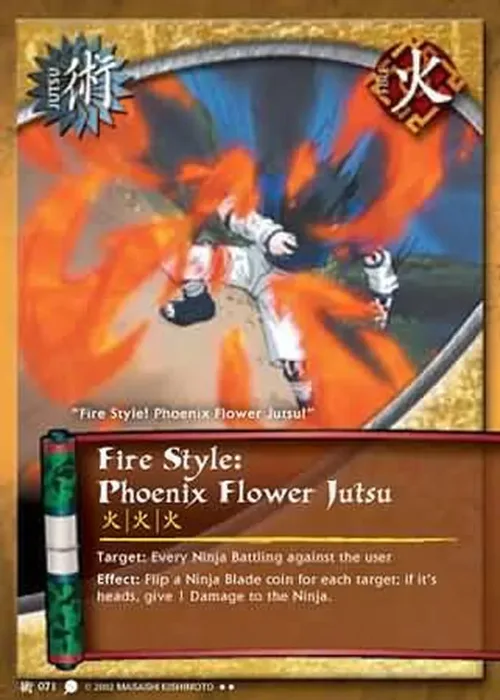 JUTSU 術
FIRE 火
"Fire Style! Phoenix Flower Jutsu!"
Fire Style:
Phoenix Flower Jutsu
火|火|火
Target: Every Ninja Battling against the user
Effect: Flip a Ninja Blade coin for each target; if it's
heads, give 1 Damage to the Ninja.
術 071 © 2002 MASASHI KISHIMOTO